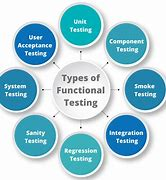 Types of
Functional
Testing
Unit
Testing
Component
Testing
Smoke
Testing
Integration
Testing
Regression
Testing
Sanity
Testing
System
Testing
User
Acceptance
Testing